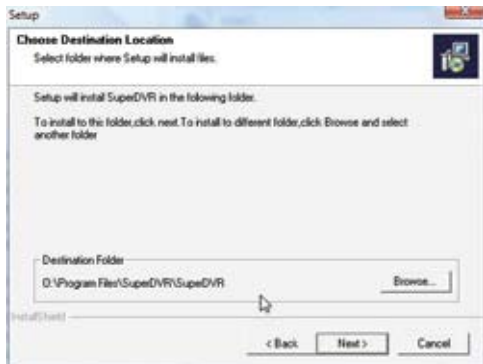 Setup
Choose Destination Location
Select folder where Setup will install files.
Setup will install SuperDVR in the following folder.
To install to this folder,click next.To install to different folder,click Browse and select
another folder
Destination Folder
O:\Program Files\SuperDVR\SupeDVR
Browse...
InstallShield
< Back
Next >
Cancel